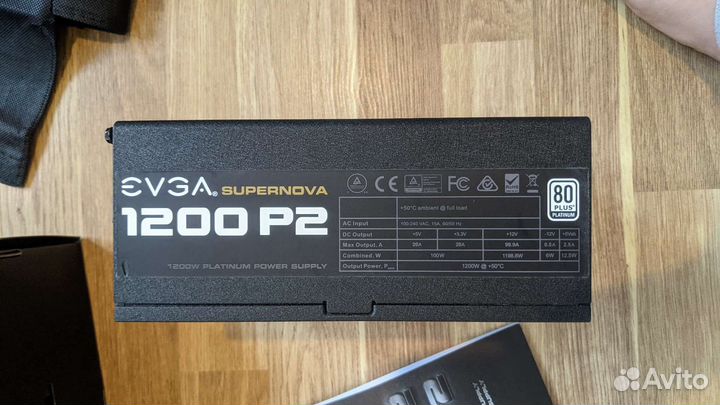 EVGA® SUPERNOVA
1200 P2
1200W PLATINUM POWER SUPPLY
CE FC
80
PLUS®
PLATINUM
+50°C ambient @ full load
AC Input 100-240 VAC, 15A, 60/50 Hz
DC Output +5V +3.3V +12V -12V +5Vsb
Max Output, A 20A 20A 99.9A 0.5A 2.5A
Combined, W 100W 1198.8W 6W 12.5W
Output Power, P 1200W @ +50°C
Avito